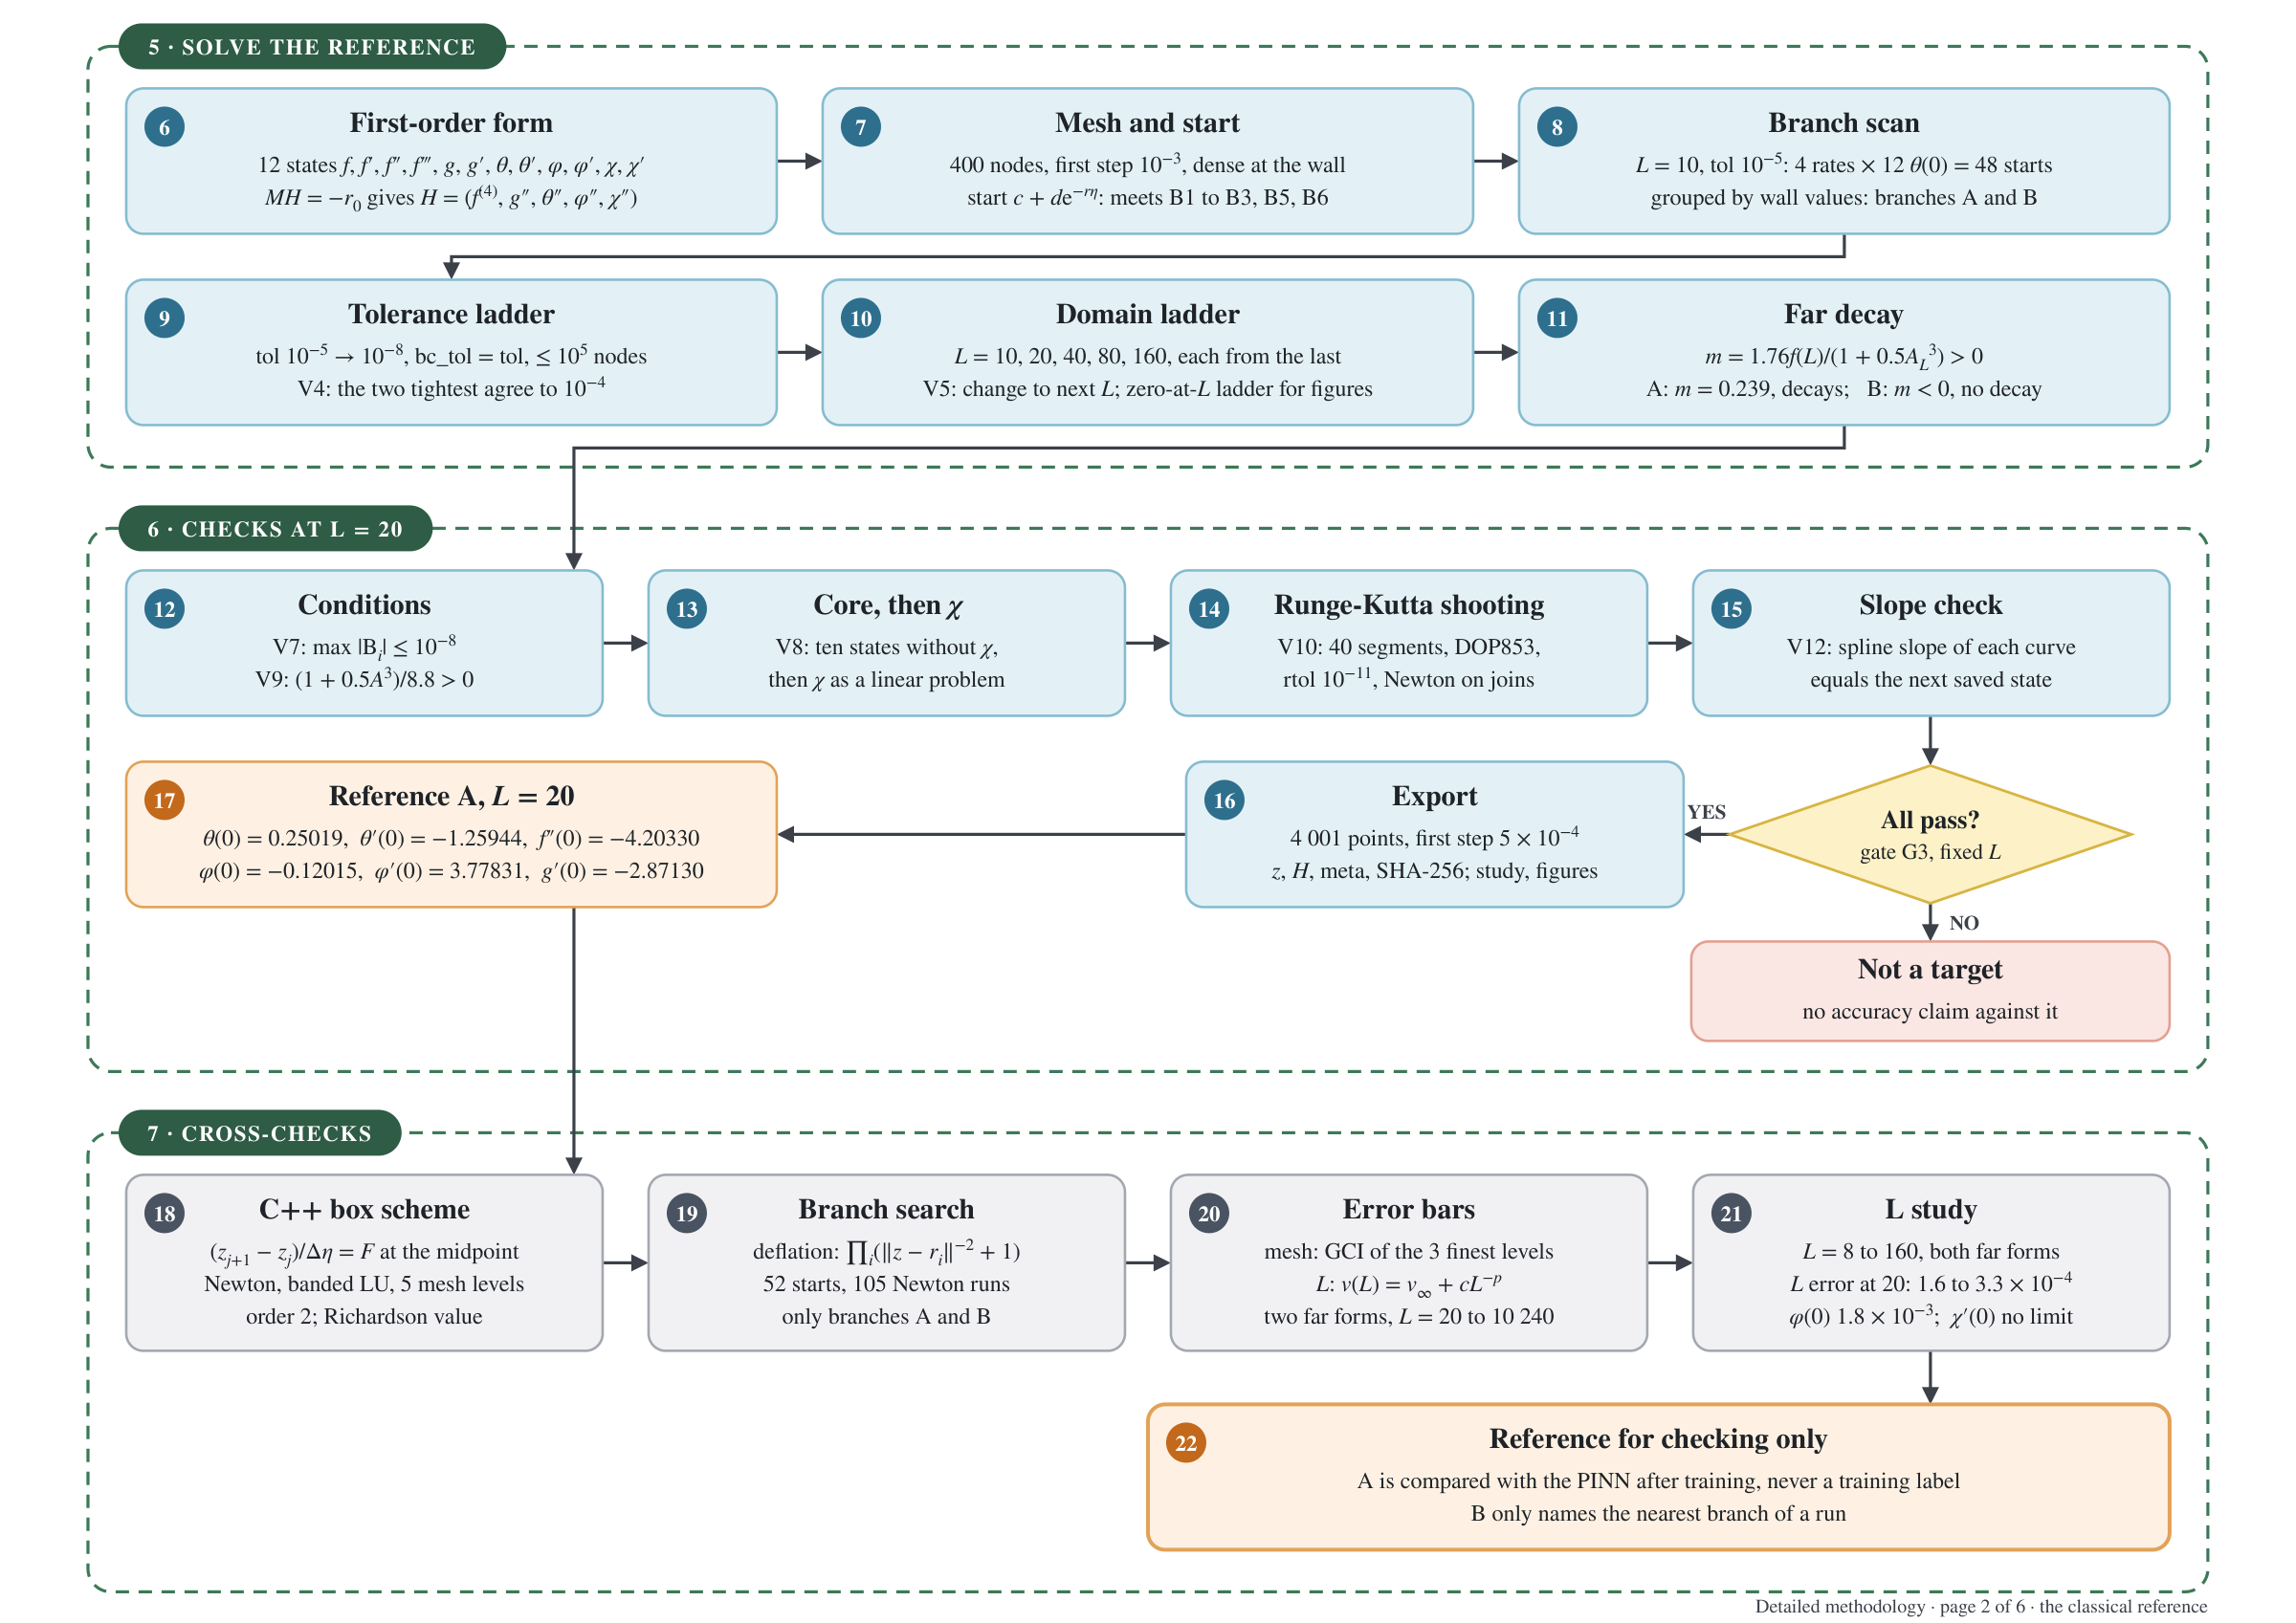 5 · SOLVE THE REFERENCE
6
First-order form
12 states f, f′, f″, f‴, g, g′, θ, θ′, φ, φ′, χ, χ′
MH = −r₀ gives H = (f⁽⁴⁾, g″, θ″, φ″, χ″)
7
Mesh and start
400 nodes, first step 10⁻³, dense at the wall
start c + de^{−rη}: meets B1 to B3, B5, B6
8
Branch scan
L = 10, tol 10⁻⁵: 4 rates × 12 θ(0) = 48 starts
grouped by wall values: branches A and B
9
Tolerance ladder
tol 10⁻⁵ → 10⁻⁸, bc_tol = tol, ≤ 10⁵ nodes
V4: the two tightest agree to 10⁻⁴
10
Domain ladder
L = 10, 20, 40, 80, 160, each from the last
V5: change to next L; zero-at-L ladder for figures
11
Far decay
m = 1.76f(L)/(1 + 0.5A_L³) > 0
A: m = 0.239, decays; B: m < 0, no decay
6 · CHECKS AT L = 20
12
Conditions
V7: max |B_i| ≤ 10⁻⁸
V9: (1 + 0.5A³)/8.8 > 0
13
Core, then χ
V8: ten states without χ,
then χ as a linear problem
14
Runge-Kutta shooting
V10: 40 segments, DOP853,
rtol 10⁻¹¹, Newton on joins
15
Slope check
V12: spline slope of each curve
equals the next saved state
17
Reference A, L = 20
θ(0) = 0.25019, θ′(0) = −1.25944, f″(0) = −4.20330
φ(0) = −0.12015, φ′(0) = 3.77831, g′(0) = −2.87130
16
Export
4 001 points, first step 5 × 10⁻⁴
z, H, meta, SHA-256; study, figures
YES
All pass?
gate G3, fixed L
NO
Not a target
no accuracy claim against it
7 · CROSS-CHECKS
18
C++ box scheme
(z_{j+1} − z_j)/Δη = F at the midpoint
Newton, banded LU, 5 mesh levels
order 2; Richardson value
19
Branch search
deflation: ∏_i(‖z − r_i‖⁻² + 1)
52 starts, 105 Newton runs
only branches A and B
20
Error bars
mesh: GCI of the 3 finest levels
L: v(L) = v_∞ + cL^{−p}
two far forms, L = 20 to 10 240
21
L study
L = 8 to 160, both far forms
L error at 20: 1.6 to 3.3 × 10⁻⁴
φ(0) 1.8 × 10⁻³; χ′(0) no limit
22
Reference for checking only
A is compared with the PINN after training, never a training label
B only names the nearest branch of a run
Detailed methodology · page 2 of 6 · the classical reference